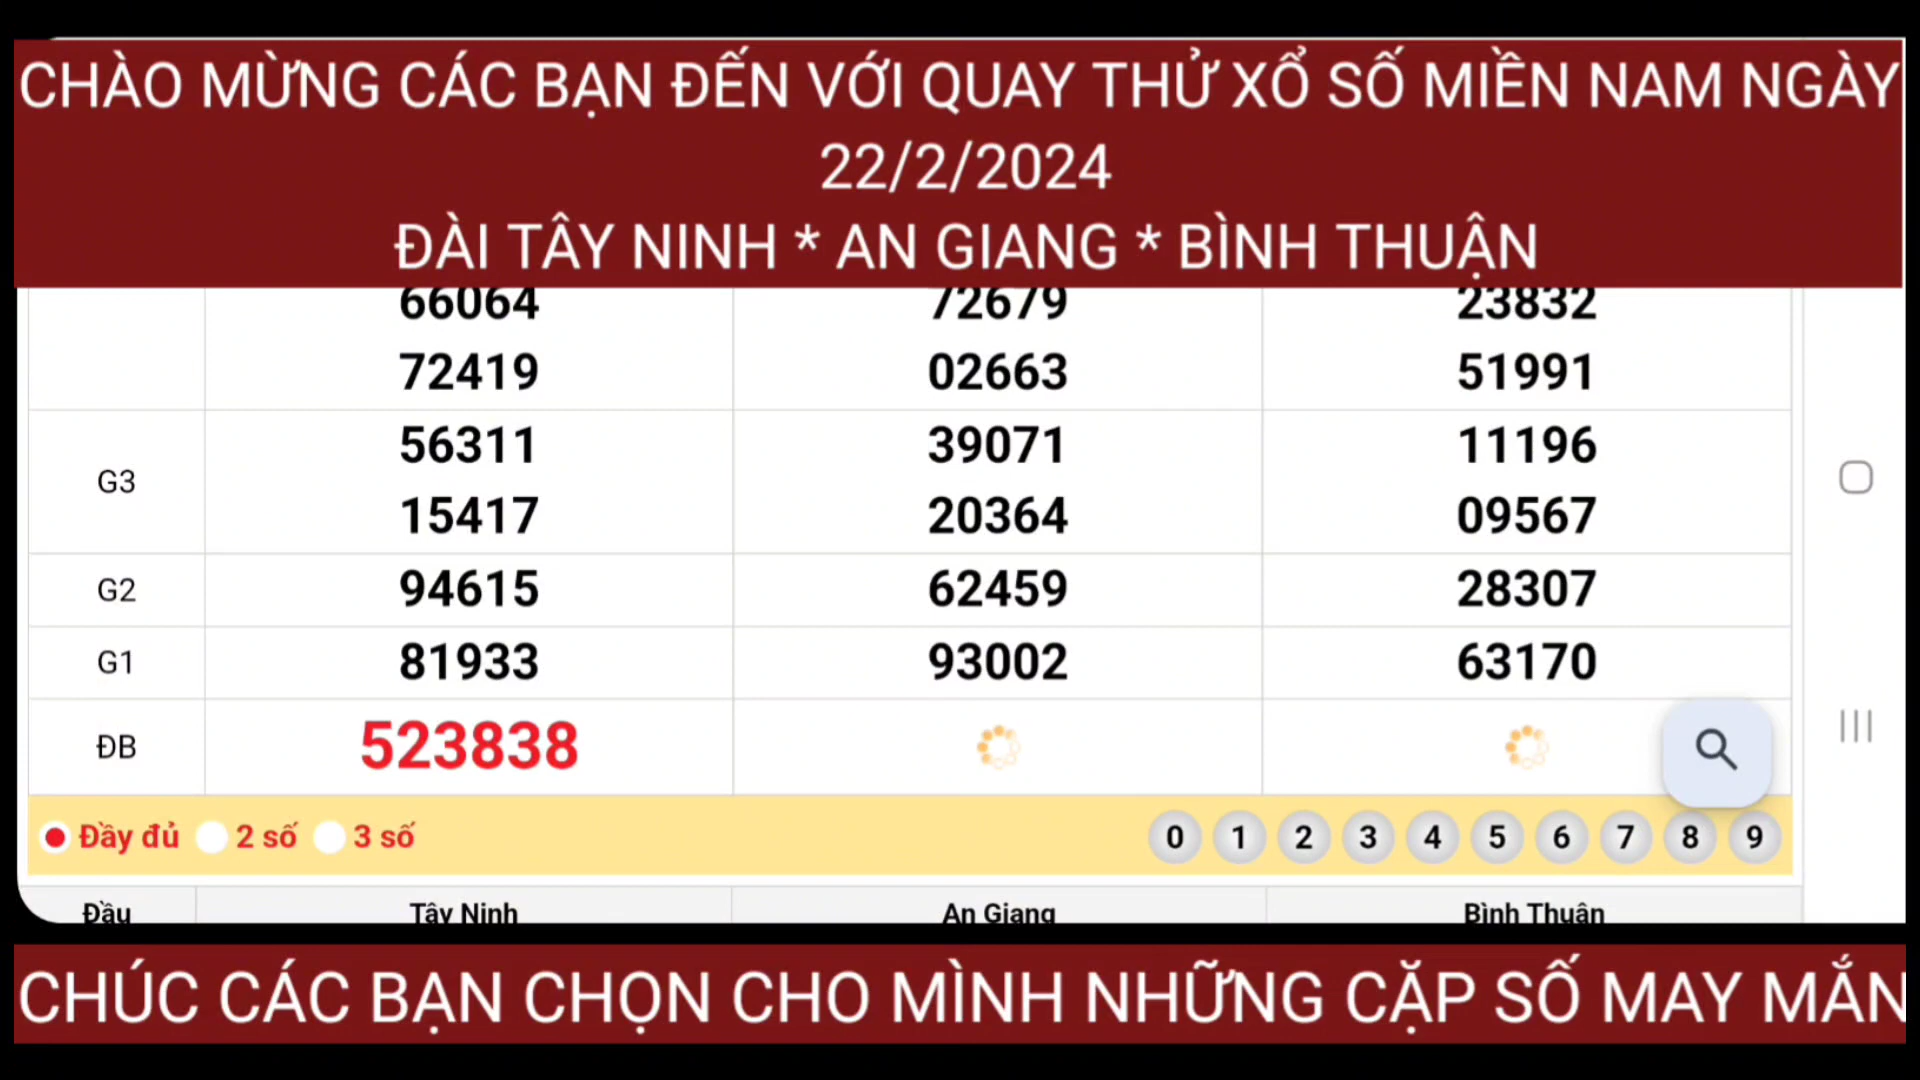 CHÀO MỪNG CÁC BẠN ĐẾN VỚI QUAY THỬ XỔ SỐ MIỀN NAM NGÀY
22/2/2024
ĐÀI TÂY NINH * AN GIANG * BÌNH THUẬN
66064 72679 23832
72419 02663 51991
G3
56311 39071 11196
15417 20364 09567
G2 94615 62459 28307
G1 81933 93002 63170
ĐB 523838
Đầy đủ 2 số 3 số 0 1 2 3 4 5 6 7 8 9
Đầu Tây Ninh An Giang Bình Thuận
CHÚC CÁC BẠN CHỌN CHO MÌNH NHỮNG CẶP SỐ MAY MẮN